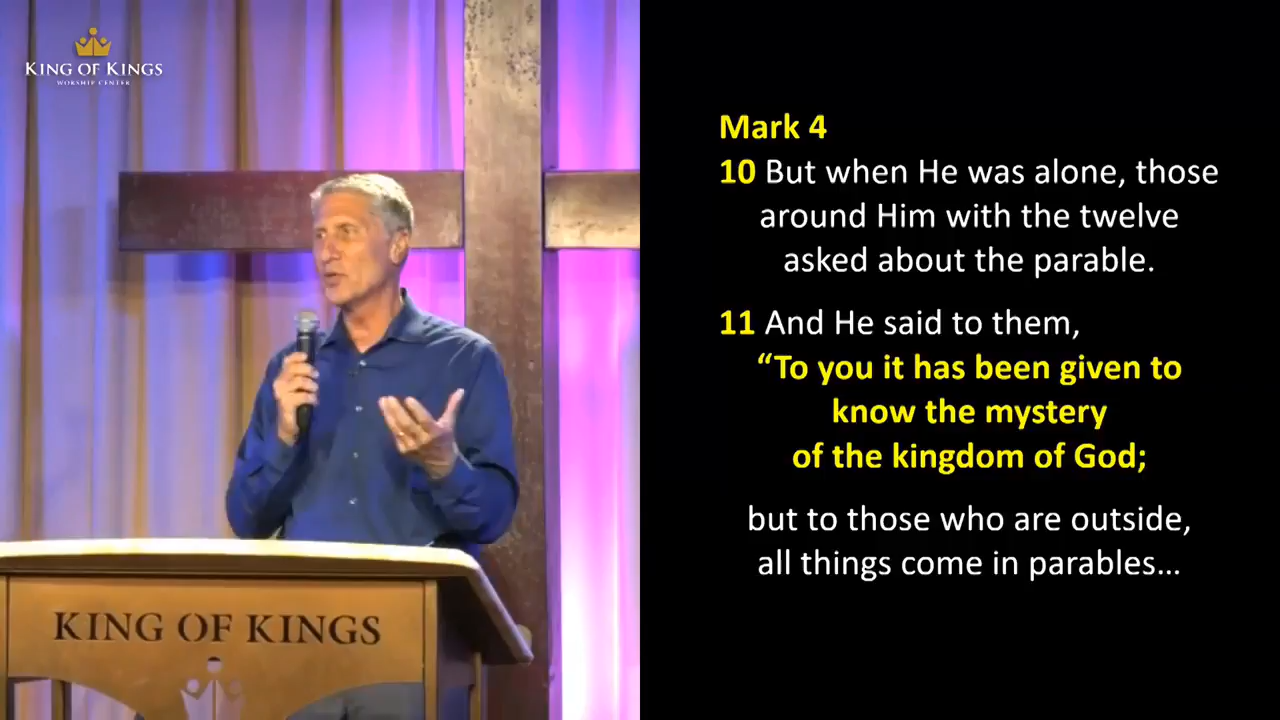 KING OF KINGS
WORSHIP CENTER
KING OF KINGS
Mark 4
10 But when He was alone, those
around Him with the twelve
asked about the parable.
11 And He said to them,
“To you it has been given to
know the mystery
of the kingdom of God;
but to those who are outside,
all things come in parables...